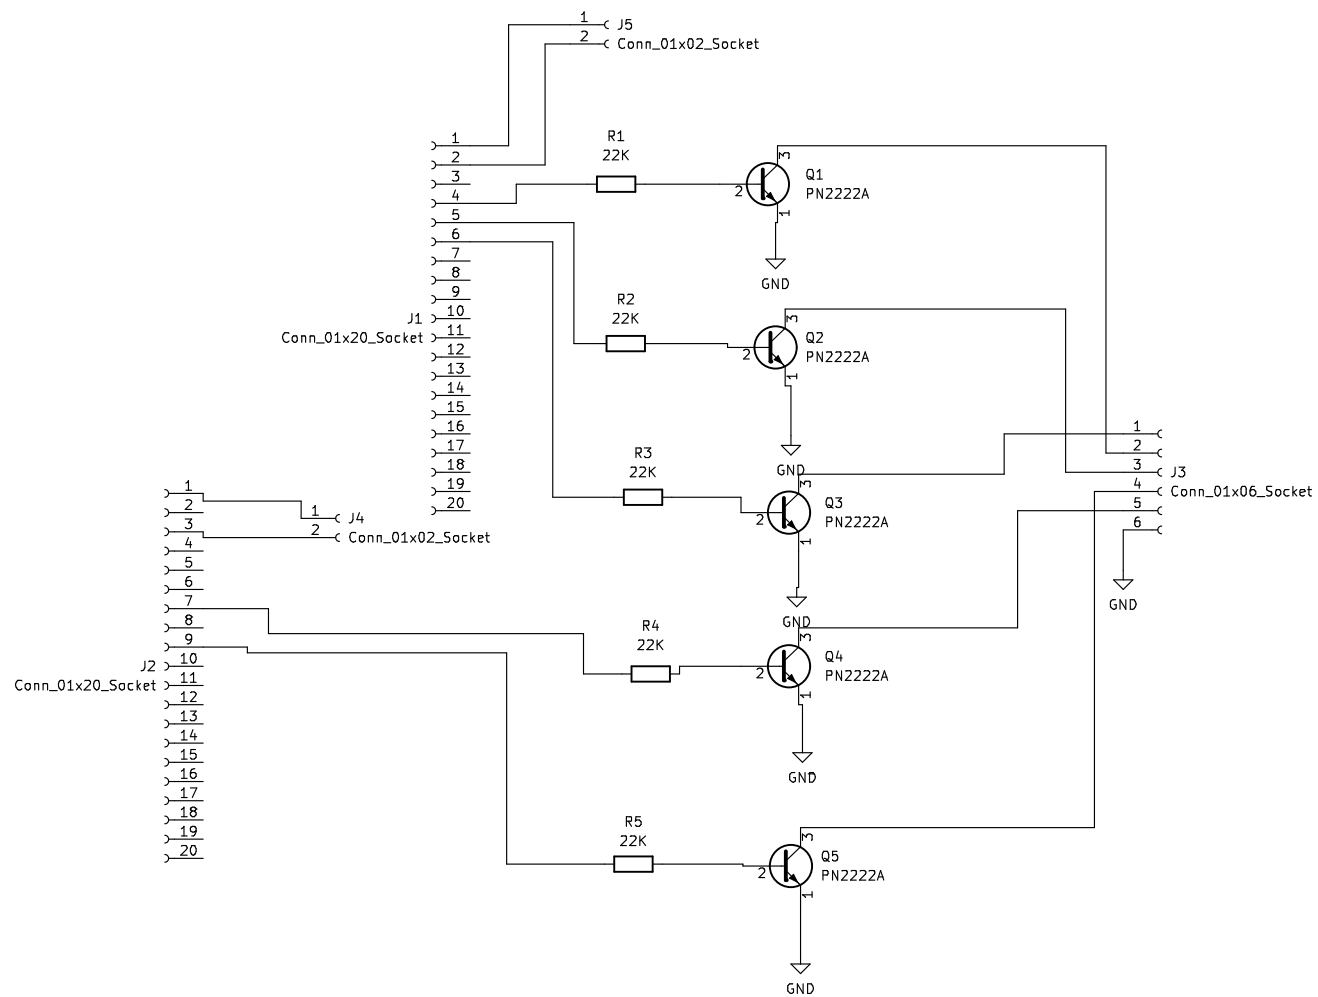 1
J5
2
Conn_01x02_Socket
1
2
3
4
5
6
7
8
9
10
11
12
13
14
15
16
17
18
19
20
J1
Conn_01x20_Socket
R1
22K
2
3
1
Q1
PN2222A
GND
R2
22K
2
3
1
Q2
PN2222A
GND
R3
22K
2
3
1
Q3
PN2222A
GND
1
2
3
4
5
6
J3
Conn_01x06_Socket
GND
1
2
3
4
5
6
7
8
9
10
11
12
13
14
15
16
17
18
19
20
J2
Conn_01x20_Socket
1
J4
2
Conn_01x02_Socket
R4
22K
2
3
1
Q4
PN2222A
GND
R5
22K
2
3
1
Q5
PN2222A
GND